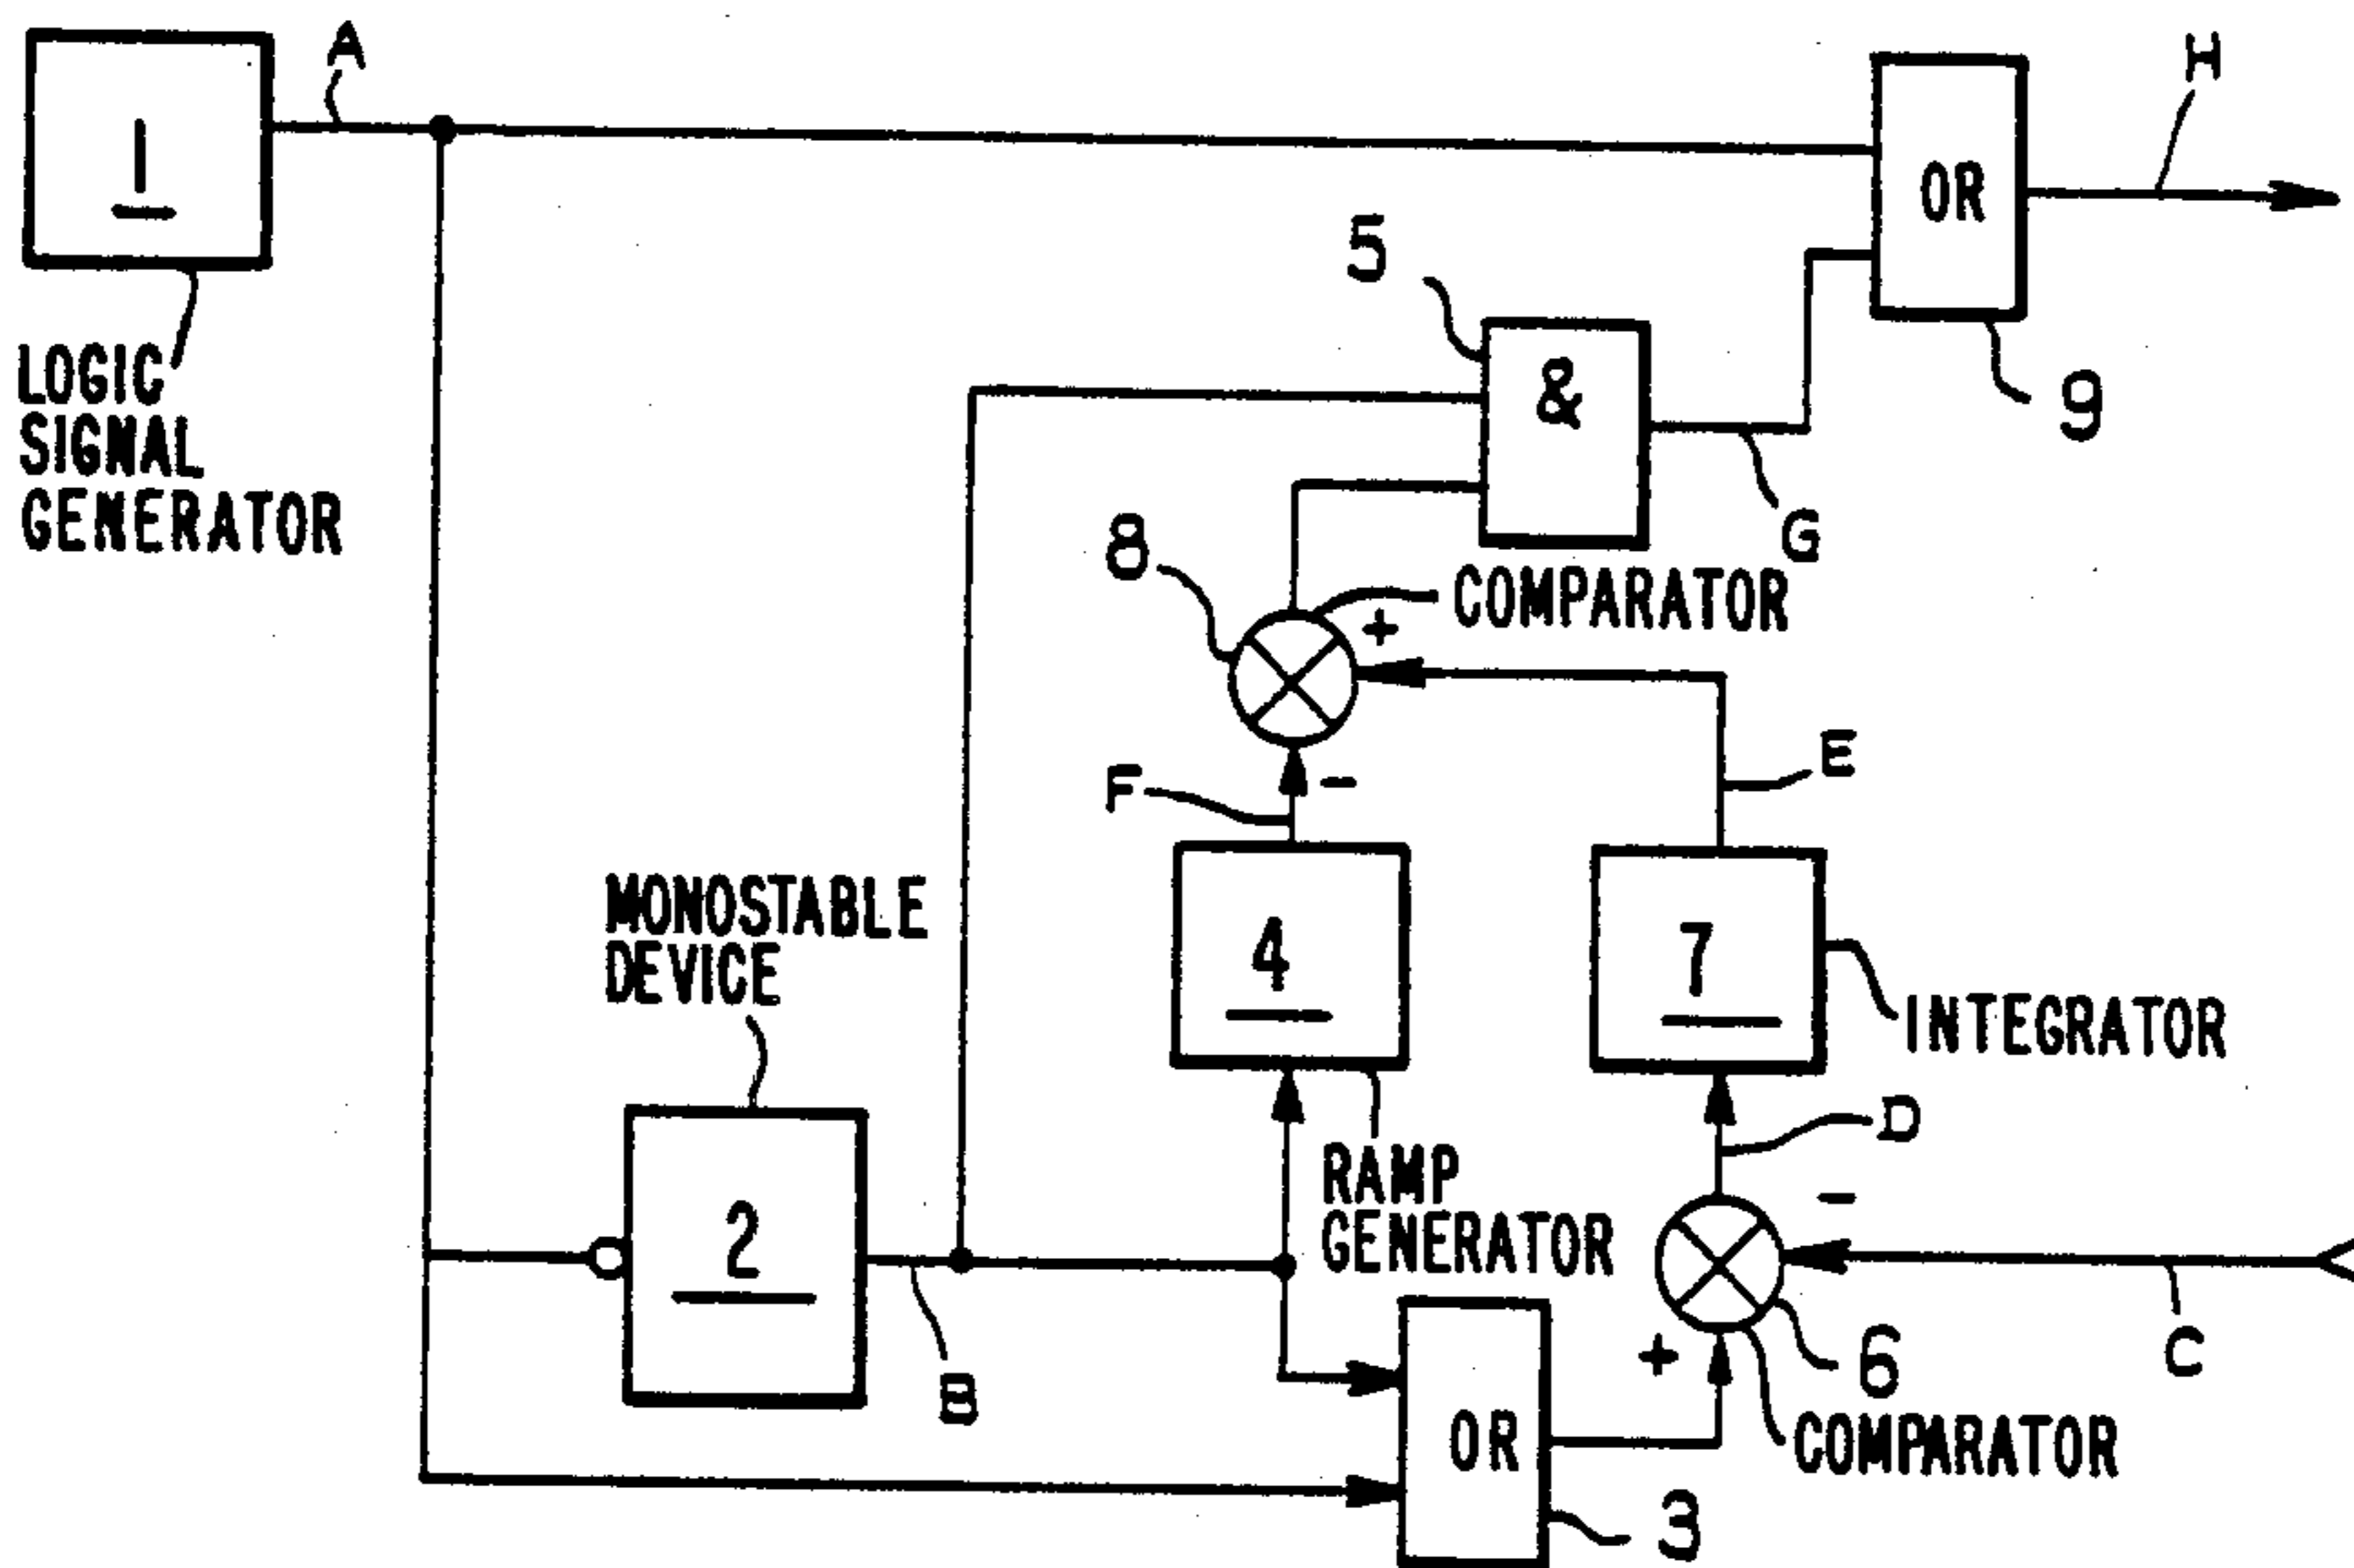 A
H
1
OR
5
LOGIC
SIGNAL
GENERATOR
&
9
8
G
COMPARATOR
+
E
F
-
MONOSTABLE
DEVICE
4
7
INTEGRATOR
D
RAMP
GENERATOR
-
2
6
C
+
B
OR
COMPARATOR
3